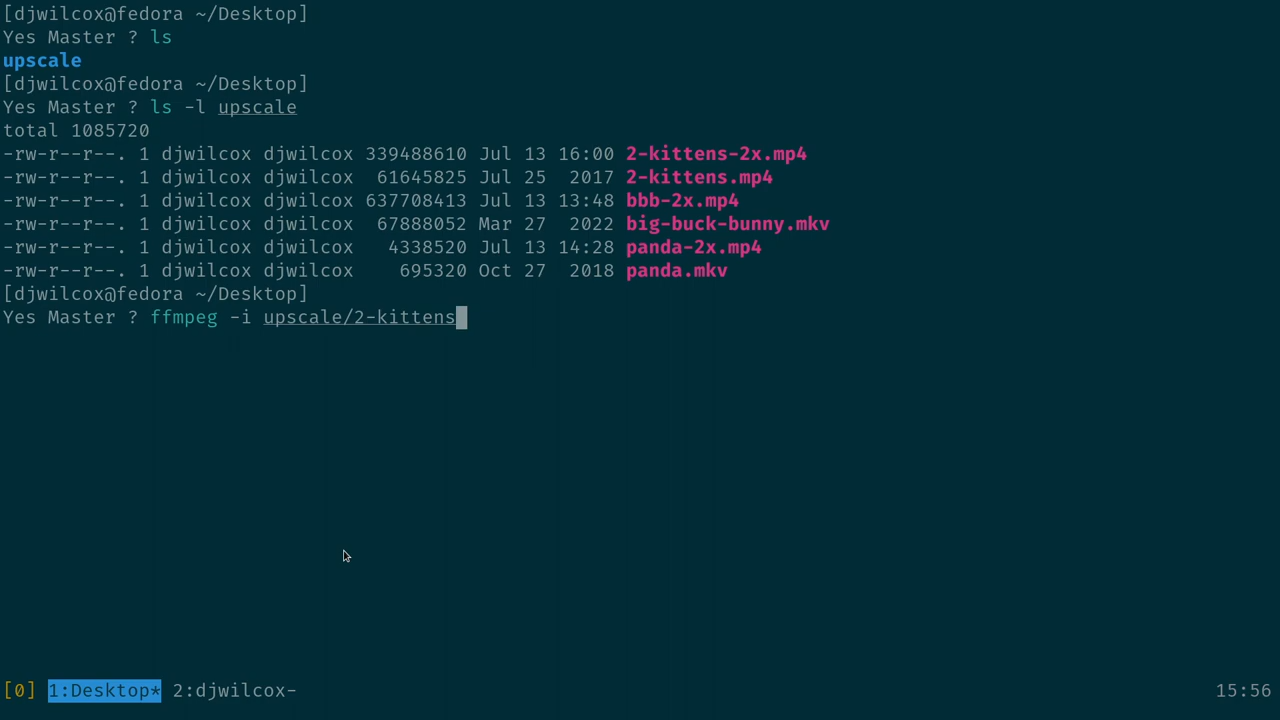 [djwilcox@fedora ~/Desktop]
Yes Master ? ls
upscale
[djwilcox@fedora ~/Desktop]
Yes Master ? ls -l upscale
total 1085720
-rw-r--r--. 1 djwilcox djwilcox 339488610 Jul 13 16:00 2-kittens-2x.mp4
-rw-r--r--. 1 djwilcox djwilcox  61645825 Jul 25  2017 2-kittens.mp4
-rw-r--r--. 1 djwilcox djwilcox 637708413 Jul 13 13:48 bbb-2x.mp4
-rw-r--r--. 1 djwilcox djwilcox  67888052 Mar 27  2022 big-buck-bunny.mkv
-rw-r--r--. 1 djwilcox djwilcox   4338520 Jul 13 14:28 panda-2x.mp4
-rw-r--r--. 1 djwilcox djwilcox    695320 Oct 27  2018 panda.mkv
[djwilcox@fedora ~/Desktop]
Yes Master ? ffmpeg -i upscale/2-kittens
[0] 1:Desktop* 2:djwilcox- 15:56